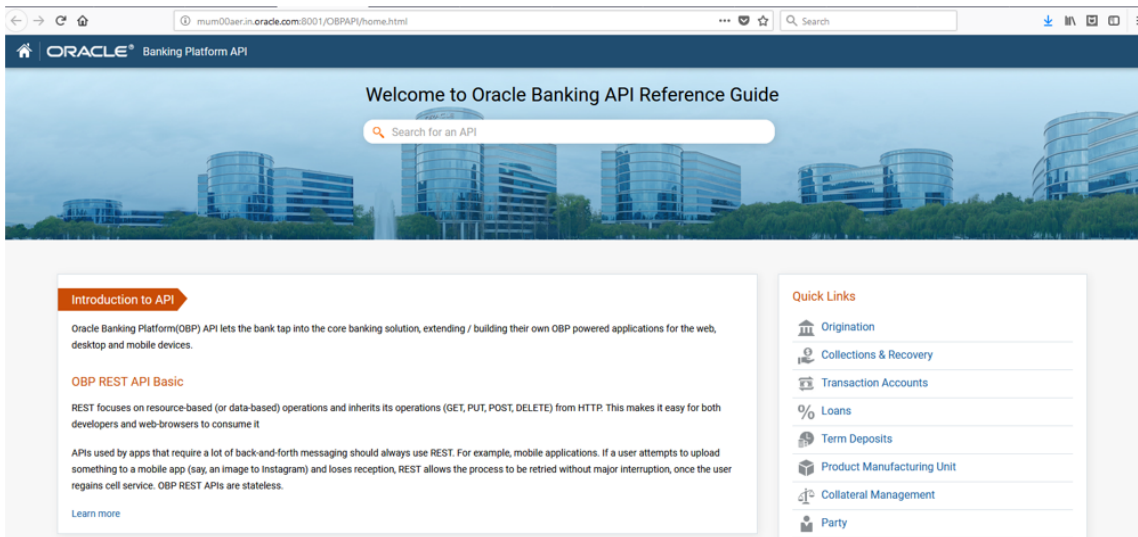 mum00aer.in.oracle.com:8001/OBPAPI/home.html
Search
ORACLE® Banking Platform API
Welcome to Oracle Banking API Reference Guide
Search for an API
Introduction to API
Oracle Banking Platform(OBP) API lets the bank tap into the core banking solution, extending / building their own OBP powered applications for the web,
desktop and mobile devices.
OBP REST API Basic
REST focuses on resource-based (or data-based) operations and inherits its operations (GET, PUT, POST, DELETE) from HTTP. This makes it easy for both
developers and web-browsers to consume it
APIs used by apps that require a lot of back-and-forth messaging should always use REST. For example, mobile applications. If a user attempts to upload
something to a mobile app (say, an image to Instagram) and loses reception, REST allows the process to be retried without major interruption, once the user
regains cell service. OBP REST APIs are stateless.
Learn more
Quick Links
Origination
Collections & Recovery
Transaction Accounts
Loans
Term Deposits
Product Manufacturing Unit
Collateral Management
Party